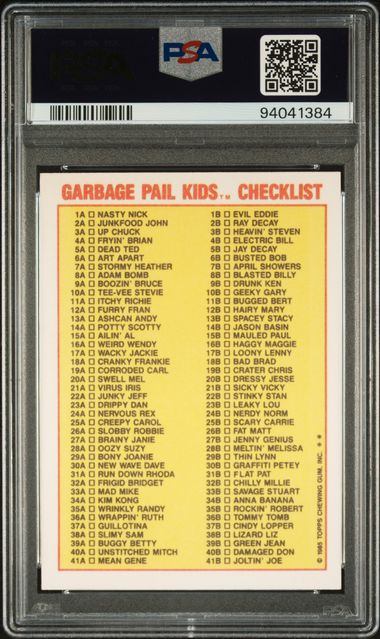 PSA
94041384
GARBAGE PAIL KIDS™ CHECKLIST
1A ☐ NASTY NICK
2A ☐ JUNKFOOD JOHN
3A ☐ UP CHUCK
4A ☐ FRYIN' BRIAN
5A ☐ DEAD TED
6A ☐ ART APART
7A ☐ STORMY HEATHER
8A ☐ ADAM BOMB
9A ☐ BOOZIN' BRUCE
10A ☐ TEE-VEE STEVIE
11A ☐ ITCHY RICHIE
12A ☐ FURRY FRAN
13A ☐ ASHCAN ANDY
14A ☐ POTTY SCOTTY
15A ☐ AILIN' AL
16A ☐ WEIRD WENDY
17A ☐ WACKY JACKIE
18A ☐ CRANKY FRANKIE
19A ☐ CORRODED CARL
20A ☐ SWELL MEL
21A ☐ VIRUS IRIS
22A ☐ JUNKY JEFF
23A ☐ DRIPPY DAN
24A ☐ NERVOUS REX
25A ☐ CREEPY CAROL
26A ☐ SLOBBY ROBBIE
27A ☐ BRAINY JANIE
28A ☐ OOZY SUZY
29A ☐ BONY JOANIE
30A ☐ NEW WAVE DAVE
31A ☐ RUN DOWN RHODA
32A ☐ FRIGID BRIDGET
33A ☐ MAD MIKE
34A ☐ KIM KONG
35A ☐ WRINKLY RANDY
36A ☐ WRAPPIN' RUTH
37A ☐ GUILLOTINA
38A ☐ SLIMY SAM
39A ☐ BUGGY BETTY
40A ☐ UNSTITCHED MITCH
41A ☐ MEAN GENE
1B ☐ EVIL EDDIE
2B ☐ RAY DECAY
3B ☐ HEAVIN' STEVEN
4B ☐ ELECTRIC BILL
5B ☐ JAY DECAY
6B ☐ BUSTED BOB
7B ☐ APRIL SHOWERS
8B ☐ BLASTED BILLY
9B ☐ DRUNK KEN
10B ☐ GEEKY GARY
11B ☐ BUGGED BERT
12B ☐ HAIRY MARY
13B ☐ SPACEY STACY
14B ☐ JASON BASIN
15B ☐ MAULED PAUL
16B ☐ HAGGY MAGGIE
17B ☐ LOONY LENNY
18B ☐ BAD BRAD
19B ☐ CRATER CHRIS
20B ☐ DRESSY JESSE
21B ☐ SICKY VICKY
22B ☐ STINKY STAN
23B ☐ LEAKY LOU
24B ☐ NERDY NORM
25B ☐ SCARY CARRIE
26B ☐ FAT MATT
27B ☐ JENNY GENIUS
28B ☐ MELTIN' MELISSA
29B ☐ THIN LYNN
30B ☐ GRAFFITI PETEY
31B ☐ FLAT PAT
32B ☐ CHILLY MILLIE
33B ☐ SAVAGE STUART
34B ☐ ANNA BANANA
35B ☐ ROCKIN' ROBERT
36B ☐ TOMMY TOMB
37B ☐ CINDY LOPPER
38B ☐ LIZARD LIZ
39B ☐ GREEN JEAN
40B ☐ DAMAGED DON
41B ☐ JOLTIN' JOE
© 1985 TOPPS CHEWING GUM, INC. * *